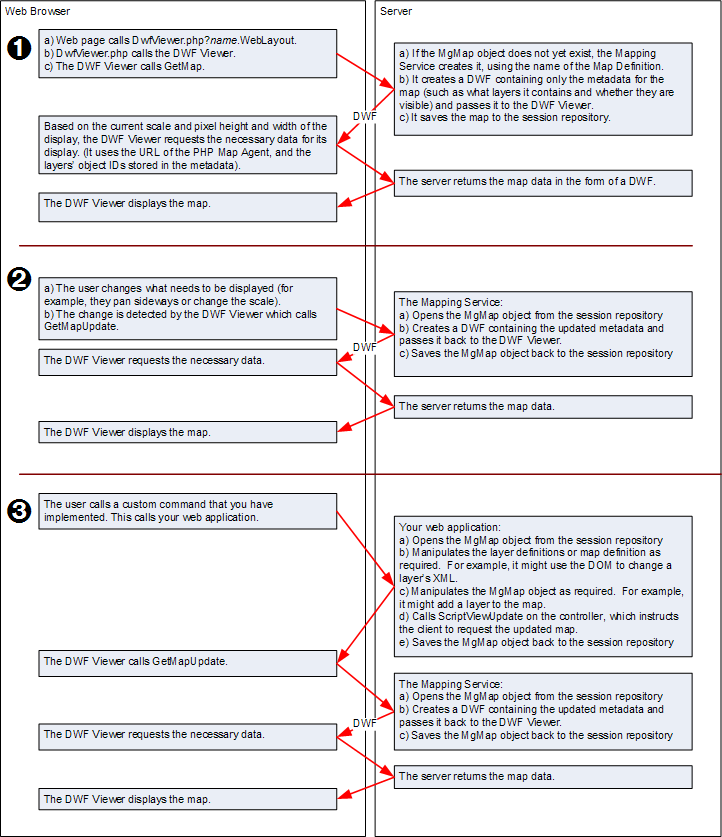 Web Browser
Server
1
a) Web page calls DwfViewer.php?name.WebLayout.
b) DwfViewer.php calls the DWF Viewer.
c) The DWF Viewer calls GetMap.
a) If the MgMap object does not yet exist, the Mapping
Service creates it, using the name of the Map Definition.
b) It creates a DWF containing only the metadata for the
map (such as what layers it contains and whether they are
visible) and passes it to the DWF Viewer.
c) It saves the map to the session repository.
DWF
Based on the current scale and pixel height and width of the
display, the DWF Viewer requests the necessary data for its
display. (It uses the URL of the PHP Map Agent, and the
layers' object IDs stored in the metadata).
The server returns the map data in the form of a DWF.
The DWF Viewer displays the map.
2
a) The user changes what needs to be displayed (for
example, they pan sideways or change the scale).
b) The change is detected by the DWF Viewer which calls
GetMapUpdate.
The Mapping Service:
a) Opens the MgMap object from the session repository
b) Creates a DWF containing the updated metadata and
passes it back to the DWF Viewer.
c) Saves the MgMap object back to the session repository
DWF
The DWF Viewer requests the necessary data.
The server returns the map data.
The DWF Viewer displays the map.
3
The user calls a custom command that you have
implemented. This calls your web application.
Your web application:
a) Opens the MgMap object from the session repository
b) Manipulates the layer definitions or map definition as
required. For example, it might use the DOM to change a
layer's XML.
c) Manipulates the MgMap object as required. For example,
it might add a layer to the map.
d) Calls ScriptViewUpdate on the controller, which instructs
the client to request the updated map.
e) Saves the MgMap object back to the session repository
The DWF Viewer calls GetMapUpdate.
The Mapping Service:
a) Opens the MgMap object from the session repository
b) Creates a DWF containing the updated metadata and
passes it back to the DWF Viewer.
c) Saves the MgMap object back to the session repository
DWF
The DWF Viewer requests the necessary data.
The server returns the map data.
The DWF Viewer displays the map.